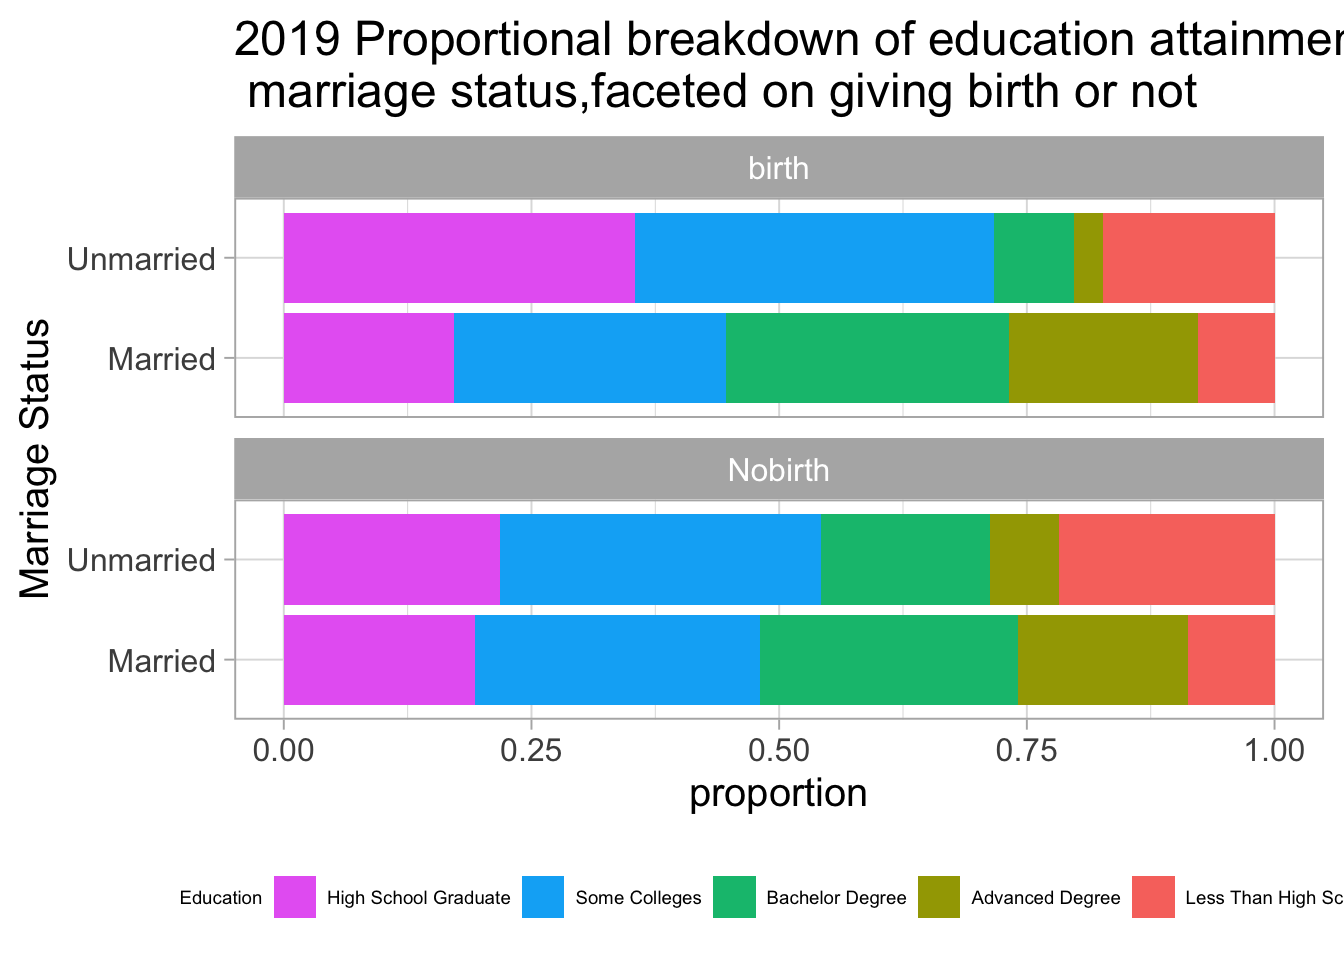 2019 Proportional breakdown of education
marriage status,faceted on giving birth or not
birth
Unmarried
Married
Nobirth
Unmarried
Married
Marriage Status
0.00 0.25 0.50 0.75 1.00
proportion
Education High School Graduate Some Colleges Bachelor Degree Advanced Degree Less Than High